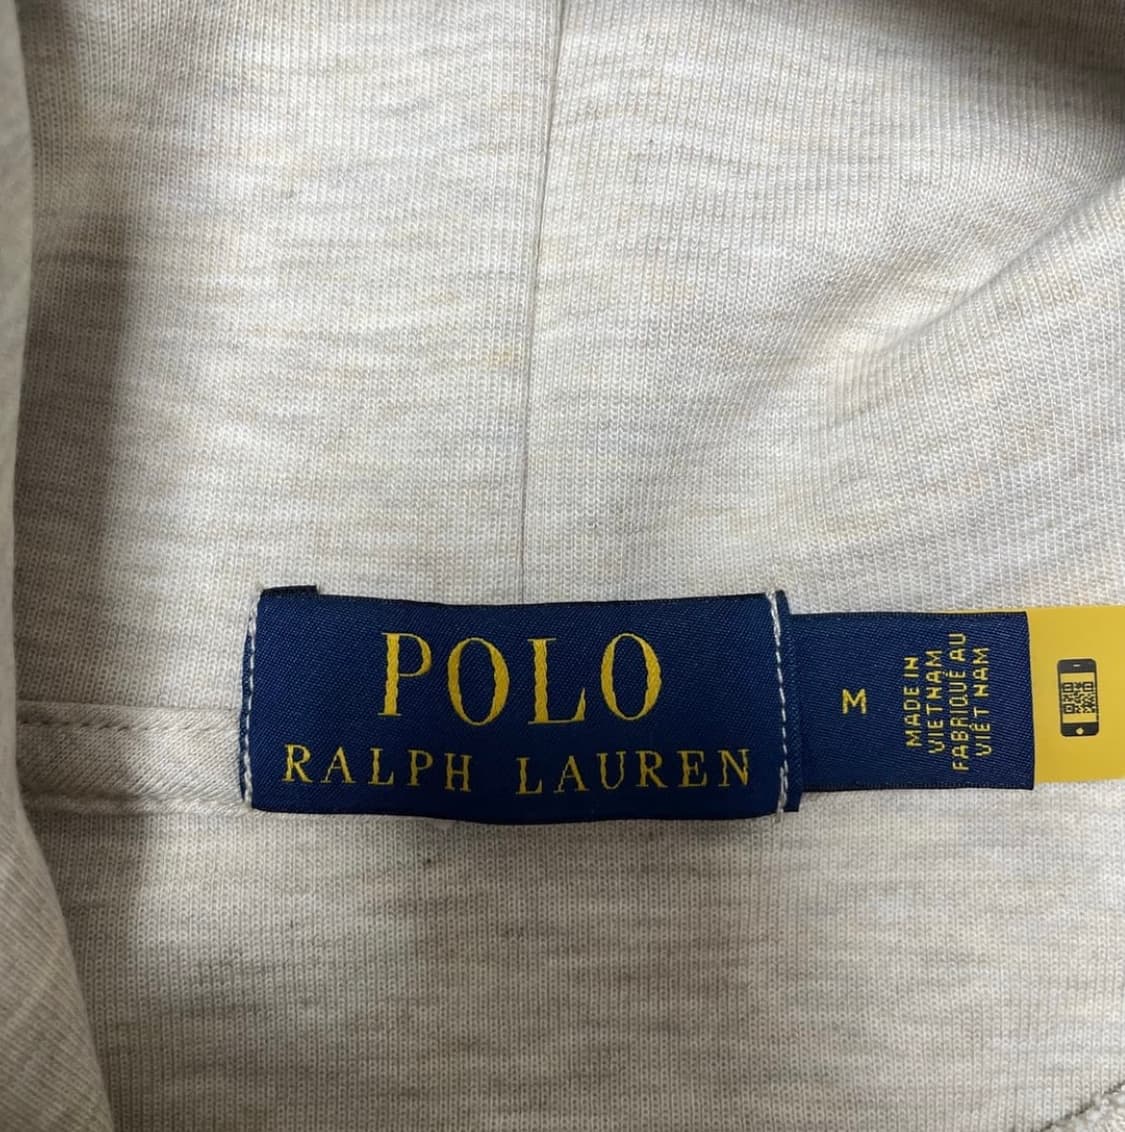 POLO
RALPH LAUREN
M
MADE IN
VIETNAM
FABRIQUÉ AU
VIÊT NAM